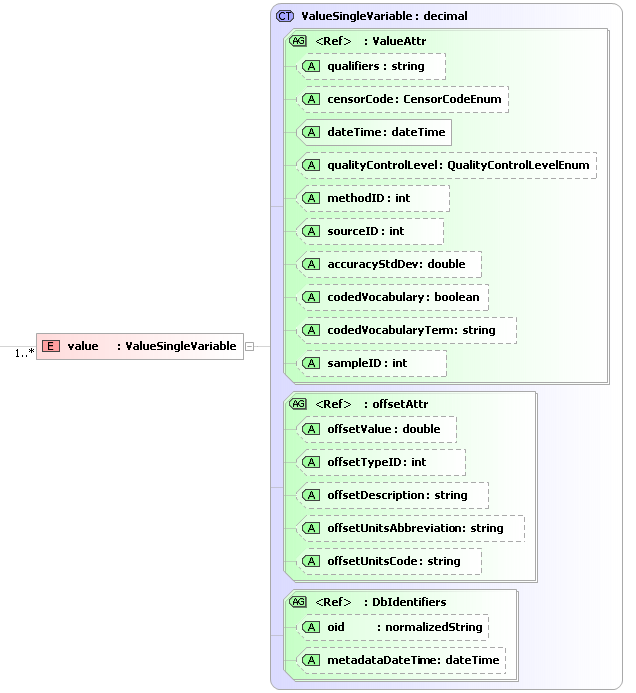 CT ValueSingleVariable : decimal
AG <Ref> : ValueAttr
A qualifiers : string
A censorCode : CensorCodeEnum
A dateTime : dateTime
A qualityControlLevel : QualityControlLevelEnum
A methodID : int
A sourceID : int
A accuracyStdDev : double
A codedVocabulary : boolean
A codedVocabularyTerm : string
1..* E value : ValueSingleVariable
A sampleID : int
AG <Ref> : offsetAttr
A offsetValue : double
A offsetTypeID : int
A offsetDescription : string
A offsetUnitsAbbreviation : string
A offsetUnitsCode : string
AG <Ref> : DbIdentifiers
A oid : normalizedString
A metadataDateTime : dateTime